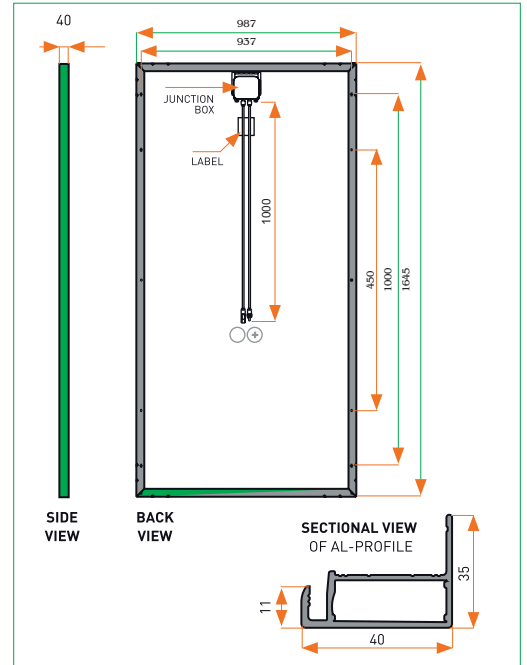 40
987
937
JUNCTION
BOX
LABEL
1000
450
1000
1645
+
SIDE
VIEW
BACK
VIEW
SECTIONAL VIEW
OF AL-PROFILE
11
35
40